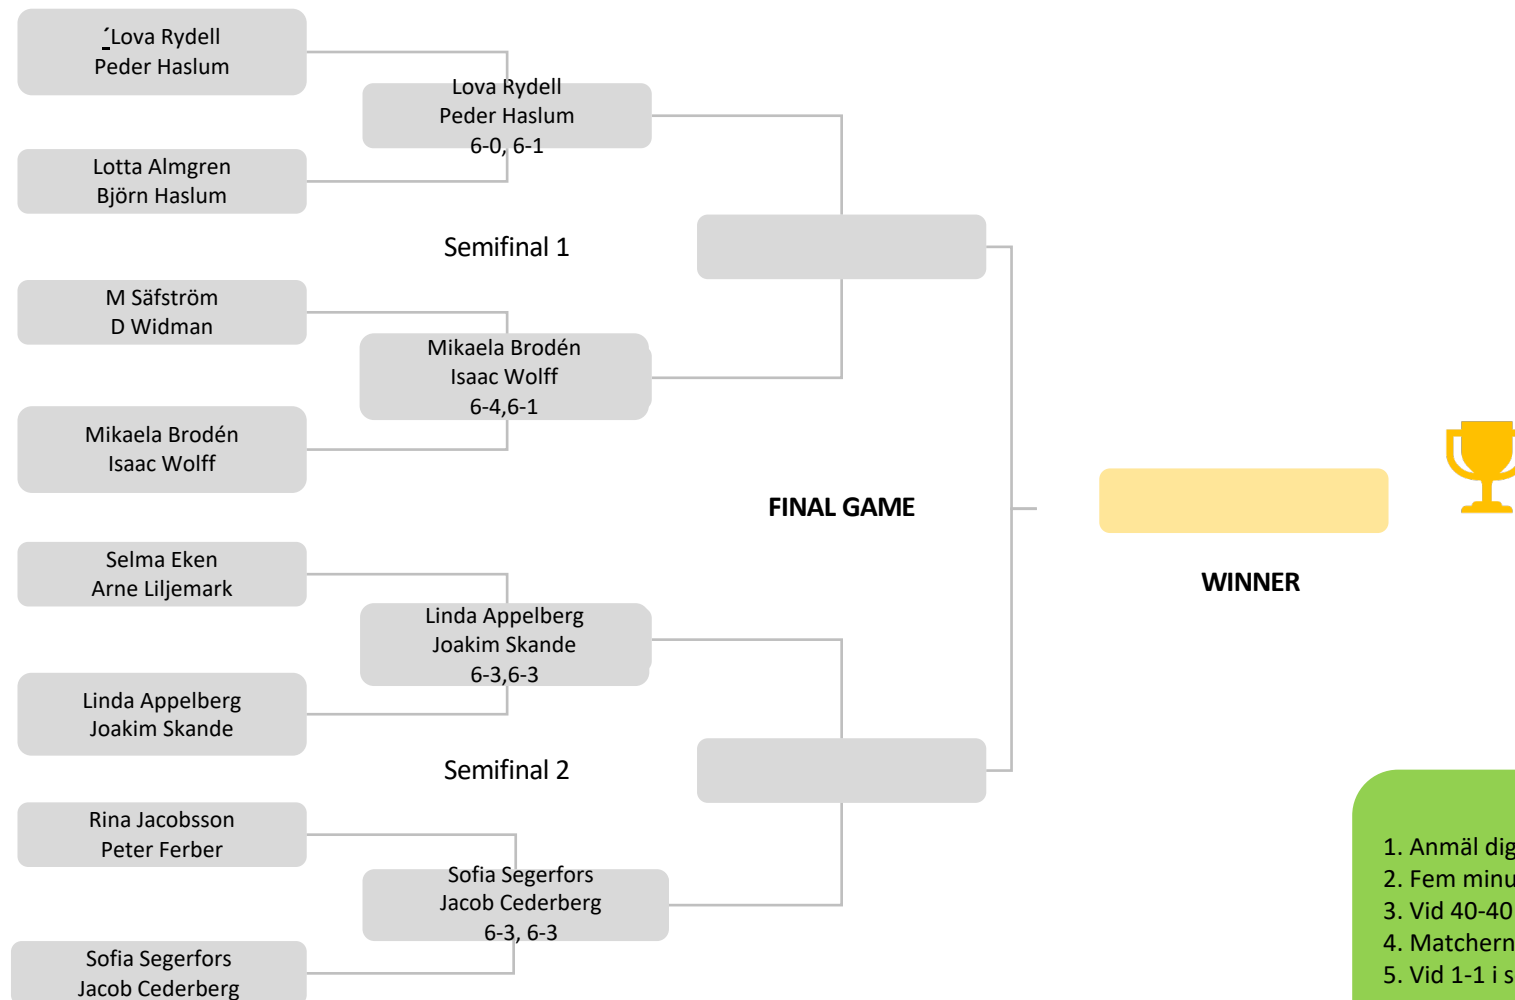 ´Lova Rydell
Peder Haslum
Lova Rydell
Peder Haslum
6-0, 6-1
Lotta Almgren
Björn Haslum
Semifinal 1
M Säfström
D Widman
Mikaela Brodén
Isaac Wolff
6-4,6-1
Mikaela Brodén
Isaac Wolff
FINAL GAME
WINNER
Selma Eken
Arne Liljemark
Linda Appelberg
Joakim Skande
6-3,6-3
Linda Appelberg
Joakim Skande
Semifinal 2
Rina Jacobsson
Peter Ferber
Sofia Segerfors
Jacob Cederberg
6-3, 6-3
Sofia Segerfors
Jacob Cederberg
1. Anmäl dig
2. Fem minu
3. Vid 40-40
4. Matchern
5. Vid 1-1 i s